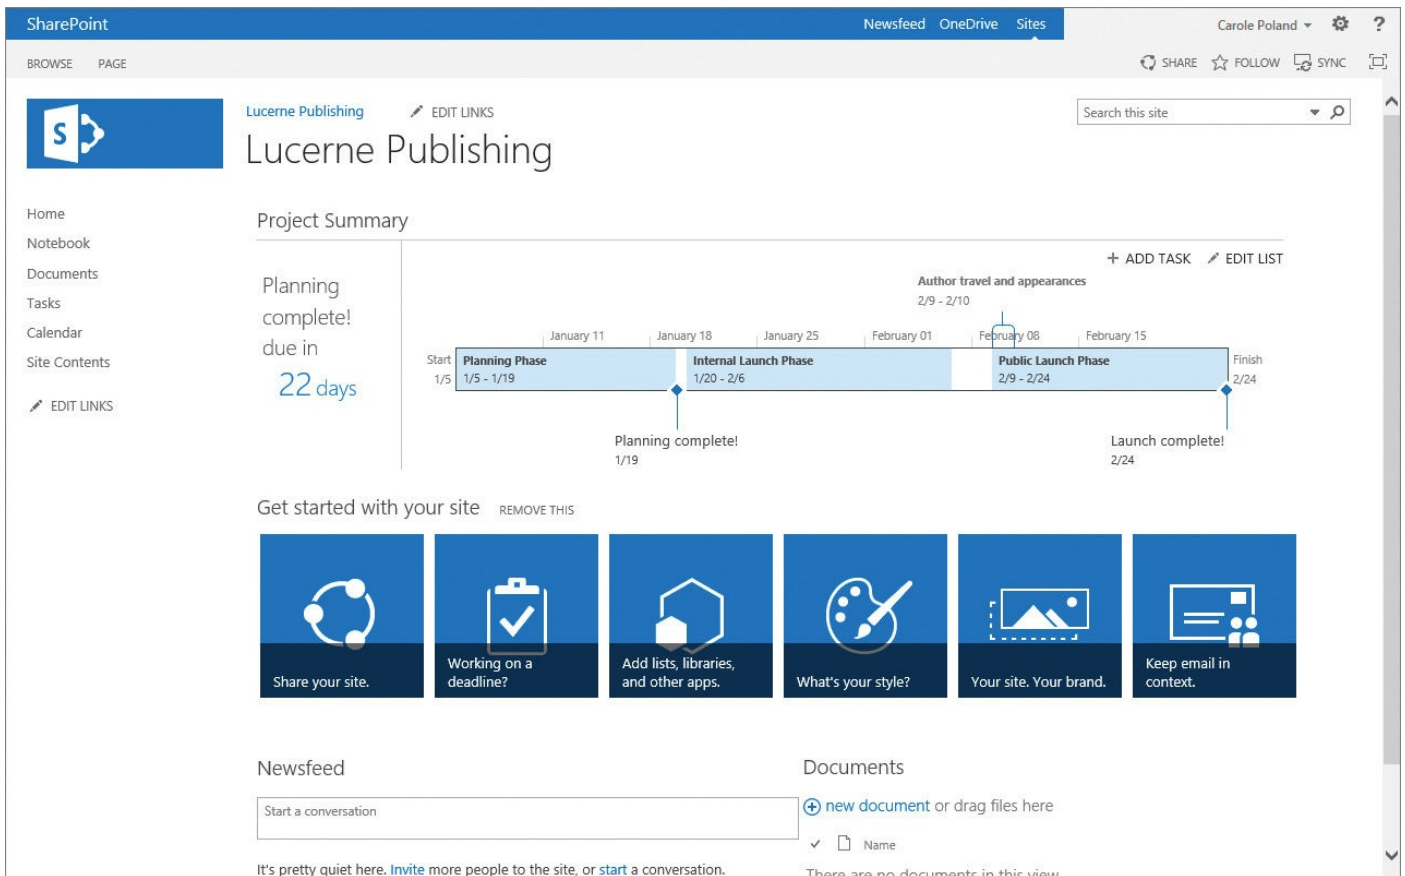 SharePoint
Newsfeed OneDrive Sites
Carole Poland
?
BROWSE PAGE
SHARE FOLLOW SYNC
S
Lucerne Publishing
EDIT LINKS
Search this site
Lucerne Publishing
Home
Notebook
Documents
Tasks
Calendar
Site Contents
EDIT LINKS
Project Summary
Planning
complete!
due in
22 days
+ ADD TASK EDIT LIST
Author travel and appearances
2/9 - 2/10
January 11 January 18 January 25 February 01 February 08 February 15
Start
1/5
Planning Phase
1/5 - 1/19
Internal Launch Phase
1/20 - 2/6
Public Launch Phase
2/9 - 2/24
Finish
2/24
Planning complete!
1/19
Launch complete!
2/24
Get started with your site REMOVE THIS
Share your site.
Working on a
deadline?
Add lists, libraries,
and other apps.
What's your style?
Your site. Your brand.
Keep email in
context.
Newsfeed
Start a conversation
It's pretty quiet here. Invite more people to the site, or start a conversation.
Documents
new document or drag files here
Name
There are no documents in this view